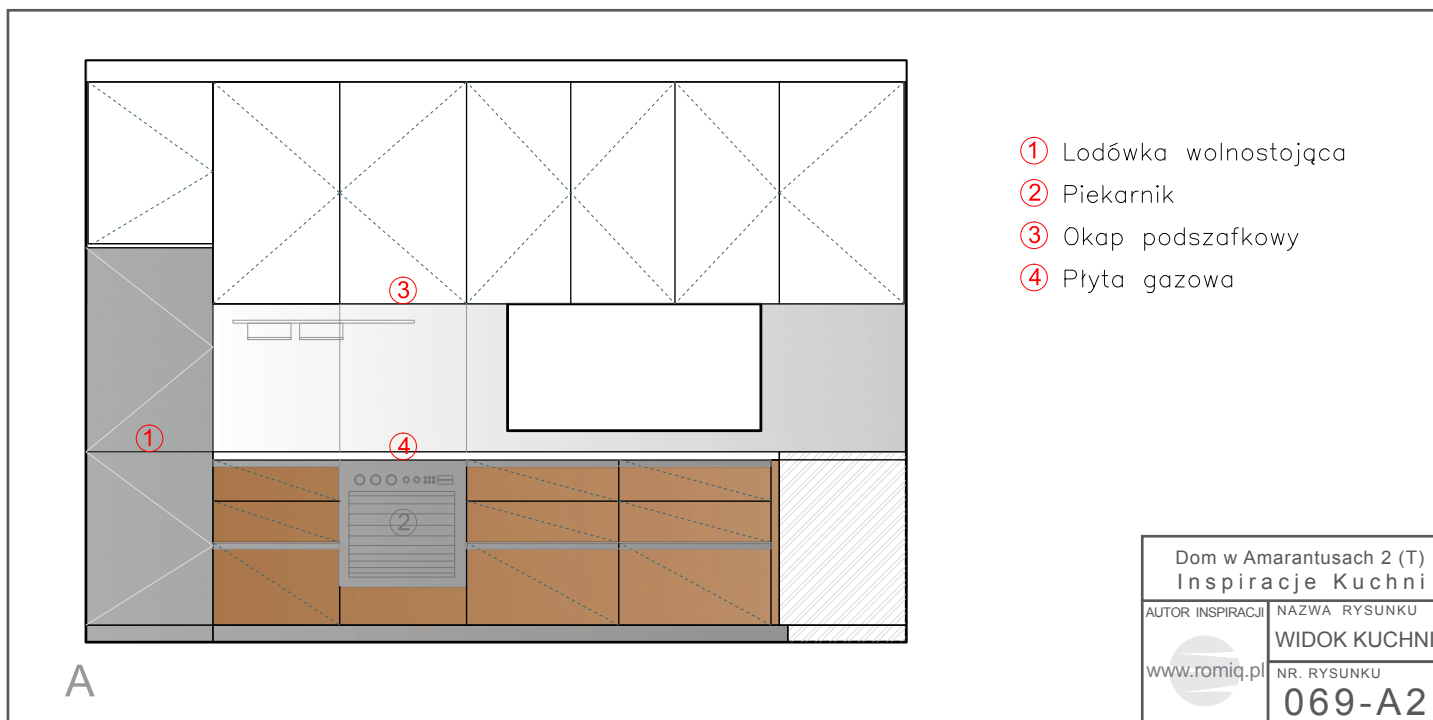 1 Lodówka wolnostojąca
2 Piekarnik
3 Okap podszafkowy
4 Płyta gazowa
3
1
4
2
A
Dom w Amarantusach 2 (T)
Inspiracje Kuchni
AUTOR INSPIRACJI
www.romiq.pl
NAZWA RYSUNKU
WIDOK KUCHNI
NR. RYSUNKU
069-A2